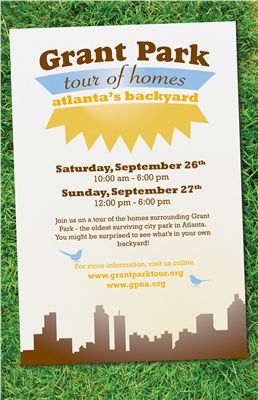 Grant Park
tour of homes
atlanta's backyard
Saturday, September 26th
10:00 am - 6:00 pm
Sunday, September 27th
12:00 pm - 6:00 pm
Join us on a tour of the homes surrounding Grant
Park - the oldest surviving city park in Atlanta.
You might be surprised to see what's in your own
backyard!
For more information, visit us online.
www.grantparktour.org
www.gpna.org